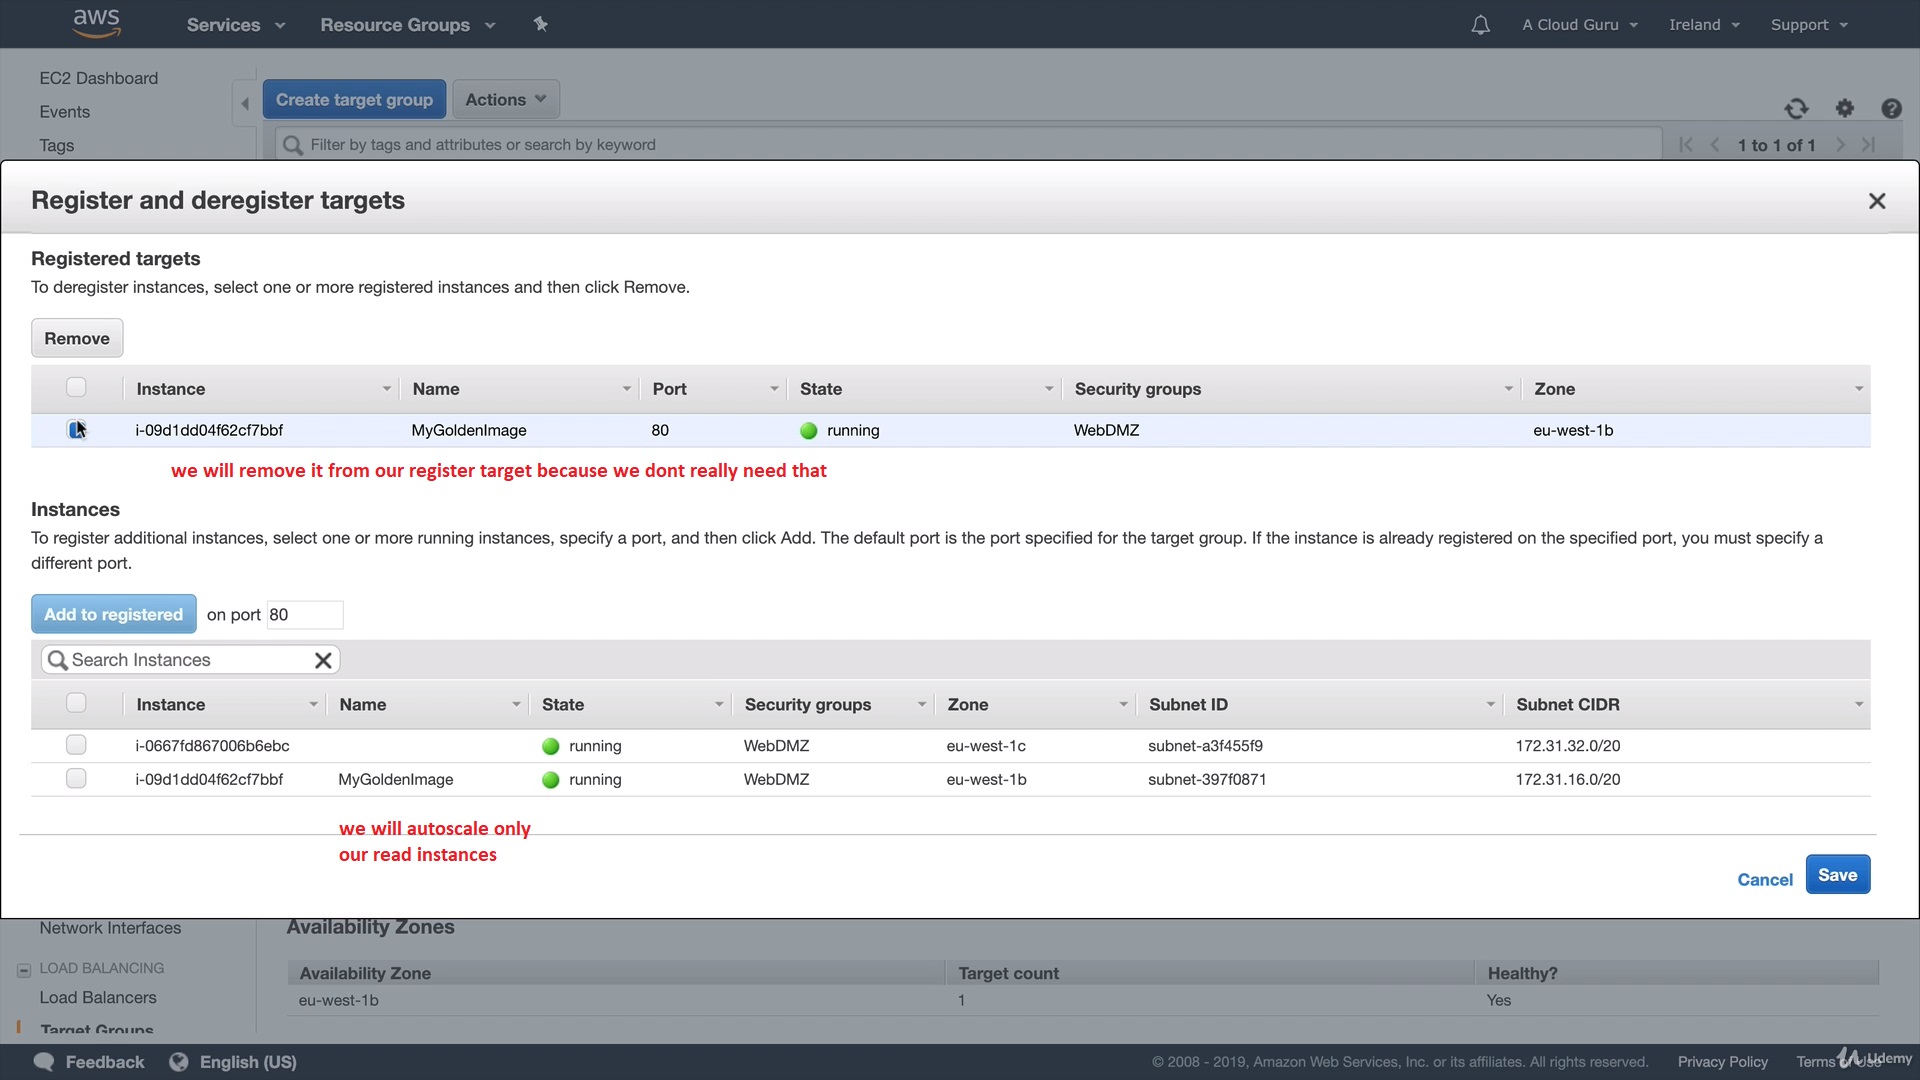 aws Services Resource Groups A Cloud Guru Ireland Support
EC2 Dashboard
Events
Tags
Create target group Actions
Filter by tags and attributes or search by keyword 1 to 1 of 1
Register and deregister targets
Registered targets
To deregister instances, select one or more registered instances and then click Remove.
Remove
Instance Name Port State Security groups Zone
i-09d1dd04f62cf7bbf MyGoldenImage 80 running WebDMZ eu-west-1b
we will remove it from our register target because we dont really need that
Instances
To register additional instances, select one or more running instances, specify a port, and then click Add. The default port is the port specified for the target group. If the instance is already registered on the specified port, you must specify a
different port.
Add to registered on port 80
Search Instances
Instance Name State Security groups Zone Subnet ID Subnet CIDR
i-0667fd867006b6ebc running WebDMZ eu-west-1c subnet-a3f455f9 172.31.32.0/20
i-09d1dd04f62cf7bbf MyGoldenImage running WebDMZ eu-west-1b subnet-397f0871 172.31.16.0/20
we will autoscale only
our read instances
Cancel Save
Network Interfaces
Availability Zones
LOAD BALANCING
Load Balancers
Target Groups
Availability Zone Target count Healthy?
eu-west-1b 1 Yes
Feedback English (US) © 2008 - 2019, Amazon Web Services, Inc. or its affiliates. All rights reserved. Privacy Policy Terms of Use
Udemy